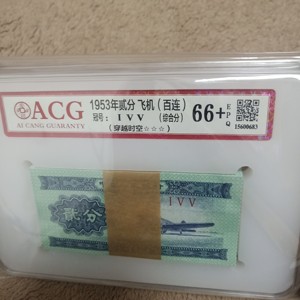 ACG
AI CANG GUARANTY
1953年贰分 飞机（百连）
冠号： I V V （综合分）
（穿越时空☆☆☆）
66+
EPQ
15600683
贰分
I V V